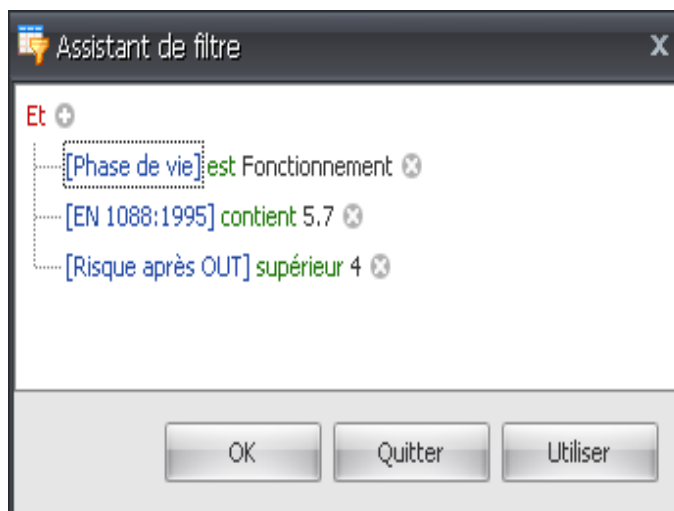 Assistant de filtre x
Et
[Phase de vie] est Fonctionnement
[EN 1088:1995] contient 5.7
[Risque après OUT] supérieur 4
OK Quitter Utiliser